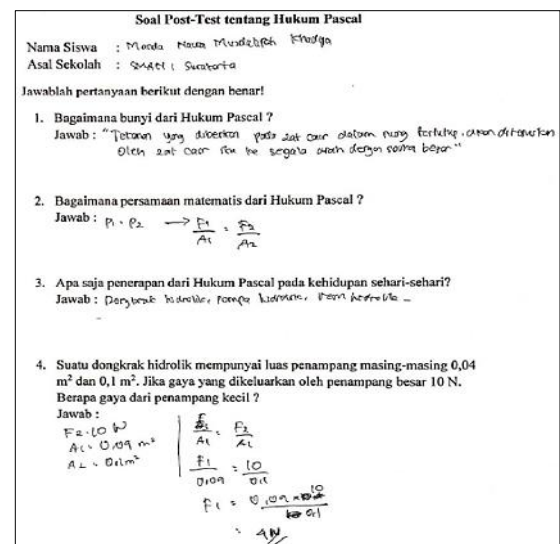 Soal Post-Test tentang Hukum Pascal
Nama Siswa : Marda Naura
Asal Sekolah : SMAN 1 Surakarta
Jawablah pertanyaan berikut dengan benar!
1. Bagaimana bunyi dari Hukum Pascal ?
Jawab : "Tekanan yang diberikan pada zat cair dalam ruang tertutup, akan diteruskan
Oleh zat cair itu ke segala arah dengan sama besar"
2. Bagaimana persamaan matematis dari Hukum Pascal ?
Jawab : P₁ = P₂ → F₁/A₁ = F₂/A₂
3. Apa saja penerapan dari Hukum Pascal pada kehidupan sehari-sehari?
Jawab : Dongkrak hidrolik, pompa hidrolik, rem hidrolik
4. Suatu dongkrak hidrolik mempunyai luas penampang masing-masing 0,04
m² dan 0,1 m². Jika gaya yang dikeluarkan oleh penampang besar 10 N.
Berapa gaya dari penampang kecil ?
Jawab :
F2 = 10 N
A1 = 0,04 m²
A2 = 0,1 m²
F₁/A₁ = F₂/A₂
F₁/0,04 = 10/0,1
F₁ = 0,04 × 10/0,1
= 4N